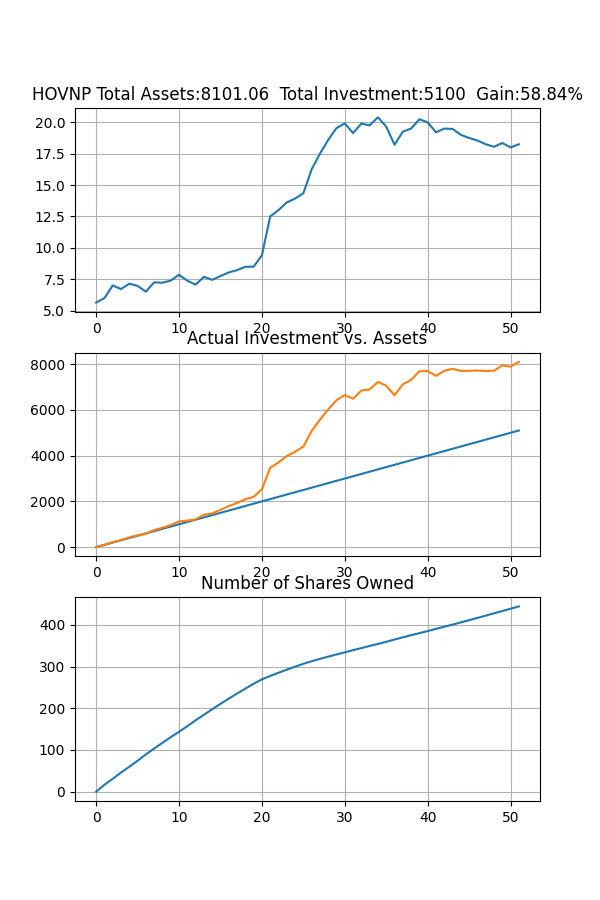 HOVNP Total Assets:8101.06  Total Investment:5100  Gain:58.84%
20.0
17.5
15.0
12.5
10.0
7.5
5.0
0 10 20 30 40 50
Actual Investment vs. Assets
8000
6000
4000
2000
0
0 10 20 30 40 50
Number of Shares Owned
400
300
200
100
0
0 10 20 30 40 50